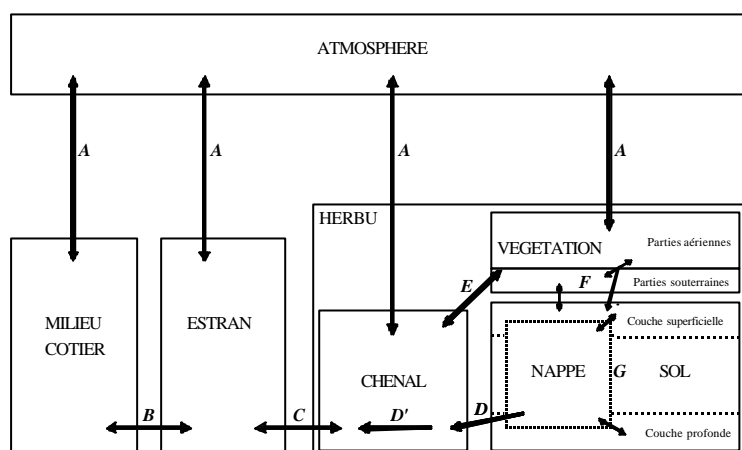 ATMOSPHERE
A
A
A
A
HERBU
VEGETATION
Parties aériennes
E
F
Parties souterraines
MILIEU
COTIER
ESTRAN
CHENAL
Couche superficielle
NAPPE
G
SOL
B
C
D'
D
Couche profonde